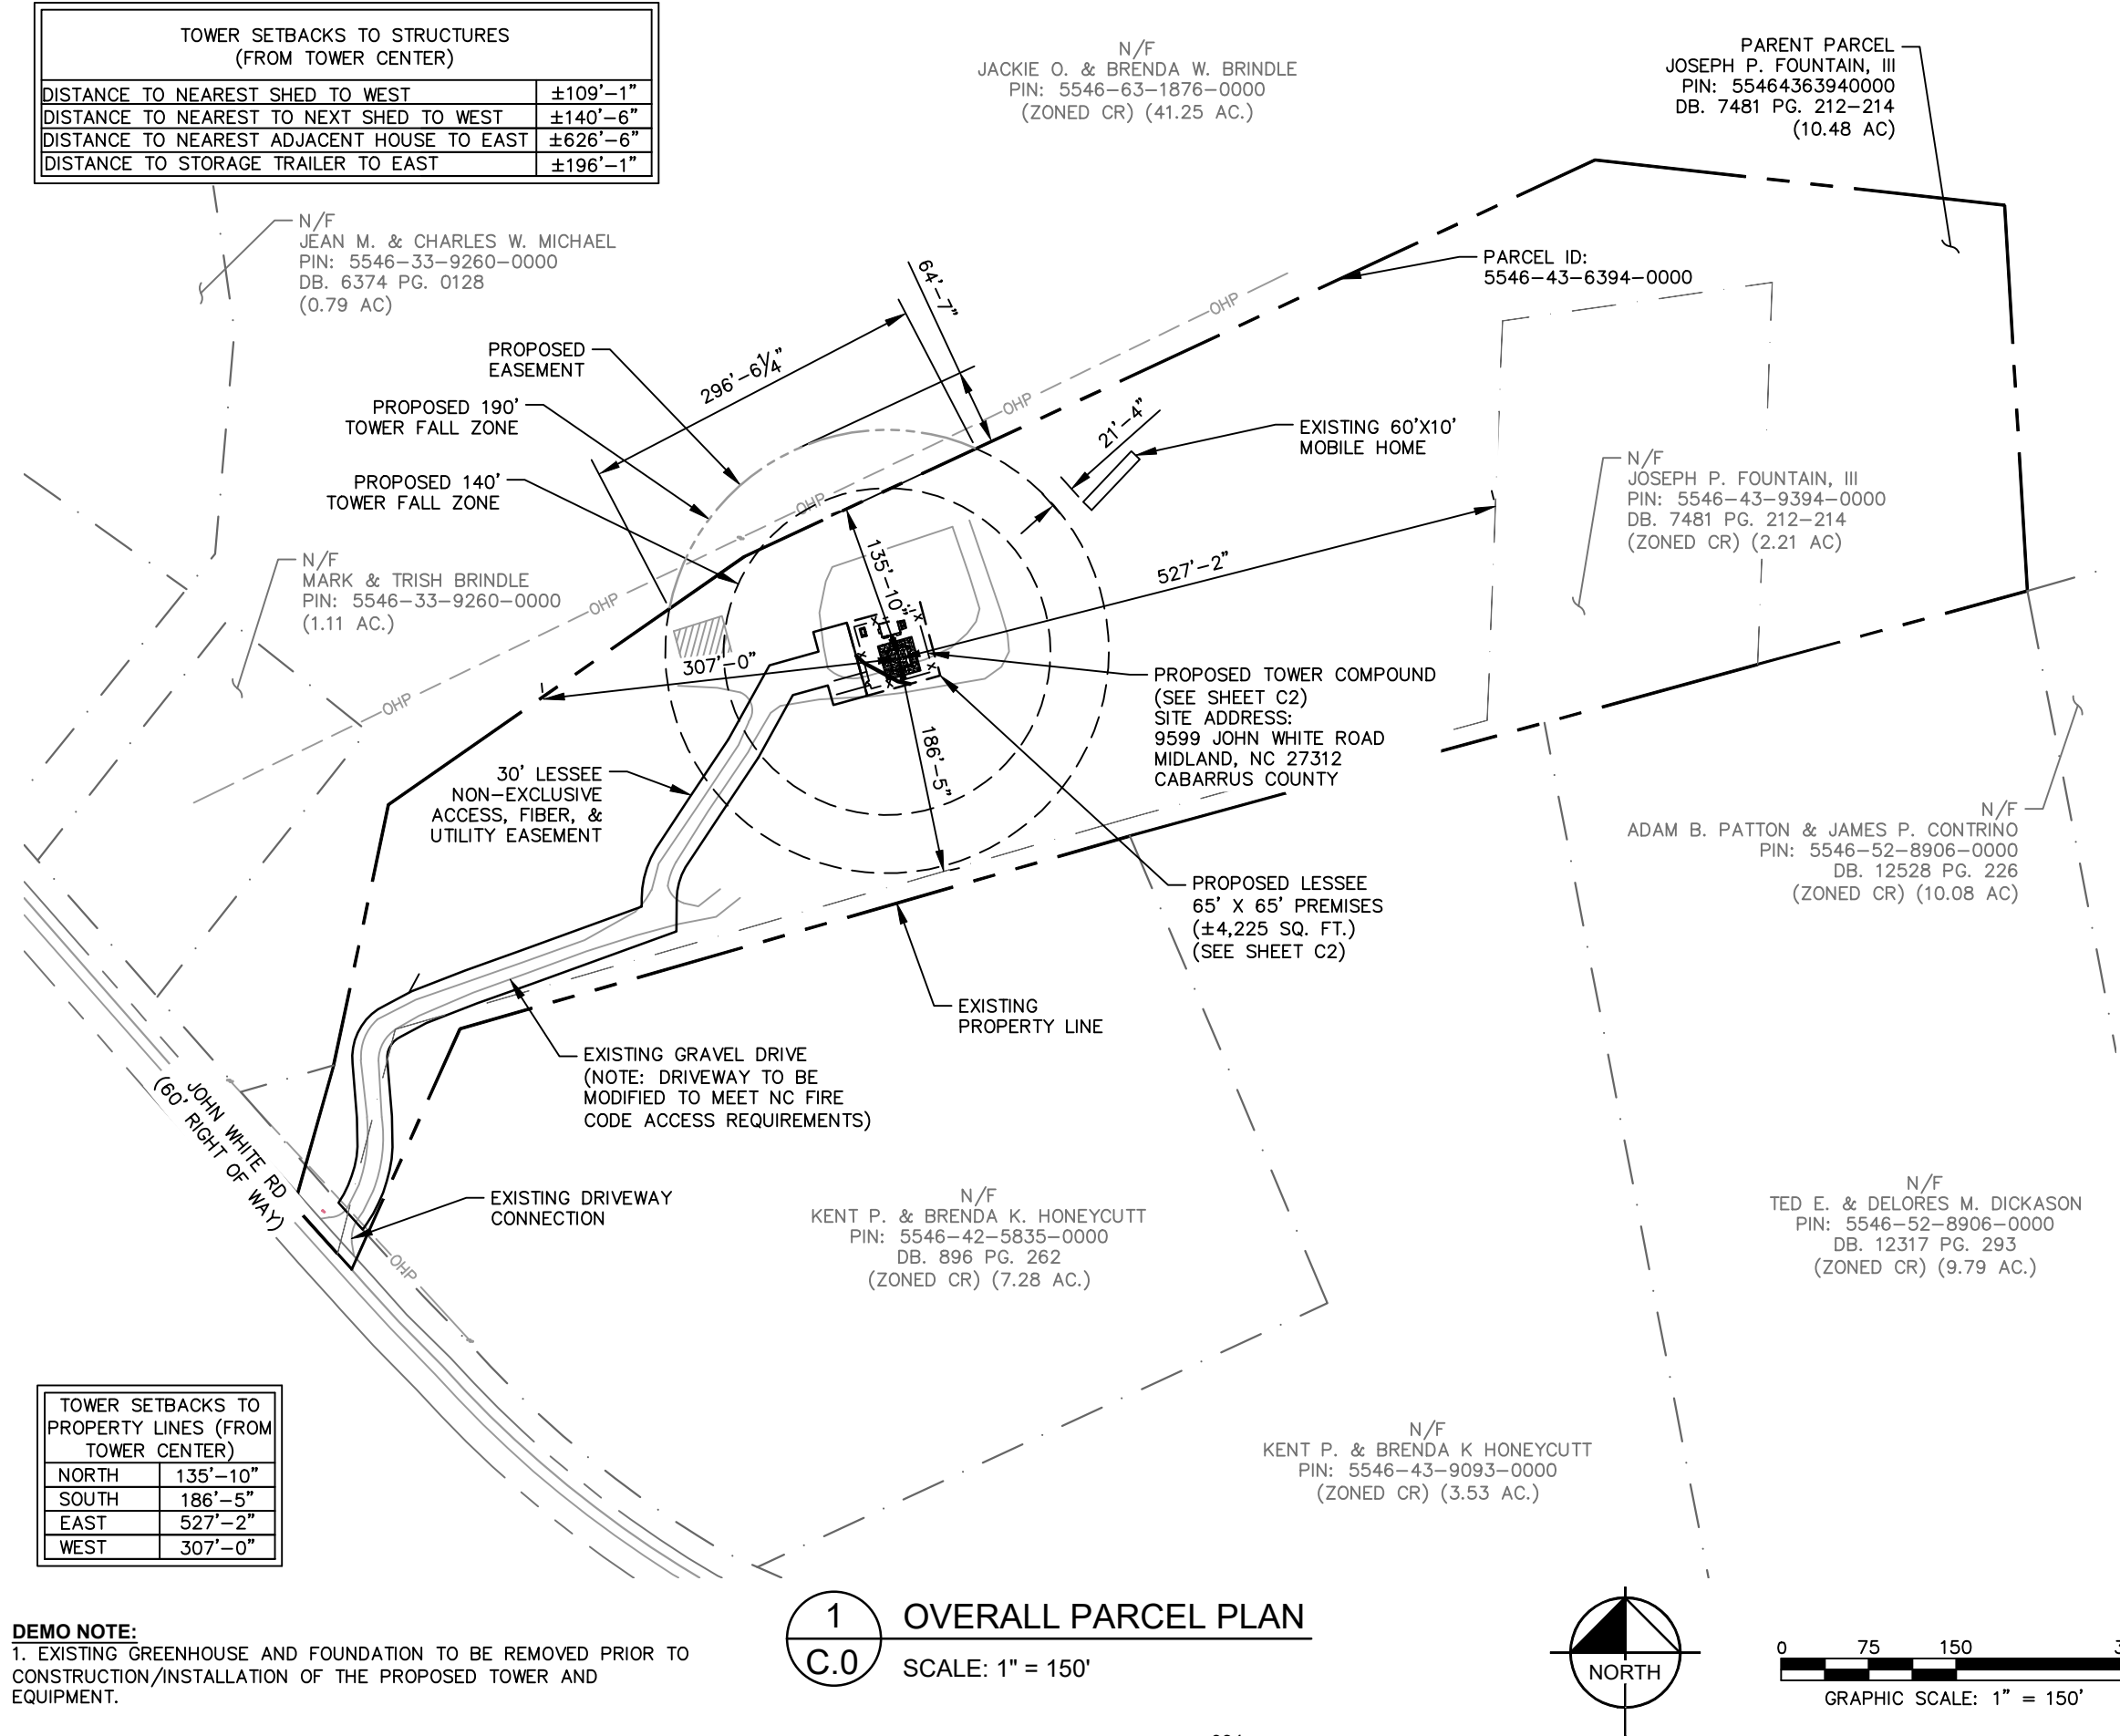 TOWER SETBACKS TO STRUCTURES
(FROM TOWER CENTER)
DISTANCE TO NEAREST SHED TO WEST ±109'-1"
DISTANCE TO NEAREST TO NEXT SHED TO WEST ±140'-6"
DISTANCE TO NEAREST ADJACENT HOUSE TO EAST ±626'-6"
DISTANCE TO STORAGE TRAILER TO EAST ±196'-1"
N/F
JACKIE O. & BRENDA W. BRINDLE
PIN: 5546-63-1876-0000
(ZONED CR) (41.25 AC.)
PARENT PARCEL
JOSEPH P. FOUNTAIN, III
PIN: 55464363940000
DB. 7481 PG. 212-214
(10.48 AC)
N/F
JEAN M. & CHARLES W. MICHAEL
PIN: 5546-33-9260-0000
DB. 6374 PG. 0128
(0.79 AC)
PARCEL ID:
5546-43-6394-0000
64'-7"
OHP
296'-6¼"
PROPOSED
EASEMENT
PROPOSED 190'
TOWER FALL ZONE
PROPOSED 140'
TOWER FALL ZONE
OHP
21'-4"
EXISTING 60'X10'
MOBILE HOME
OHP
N/F
JOSEPH P. FOUNTAIN, III
PIN: 5546-43-9394-0000
DB. 7481 PG. 212-214
(ZONED CR) (2.21 AC)
N/F
MARK & TRISH BRINDLE
PIN: 5546-33-9260-0000
(1.11 AC.)
OHP
135'-10"
527'-2"
307'-0"
OHP
X
X
X
X
X
PROPOSED TOWER COMPOUND
(SEE SHEET C2)
SITE ADDRESS:
9599 JOHN WHITE ROAD
MIDLAND, NC 27312
CABARRUS COUNTY
186'-5"
30' LESSEE
NON-EXCLUSIVE
ACCESS, FIBER, &
UTILITY EASEMENT
N/F
ADAM B. PATTON & JAMES P. CONTRINO
PIN: 5546-52-8906-0000
DB. 12528 PG. 226
(ZONED CR) (10.08 AC)
PROPOSED LESSEE
65' X 65' PREMISES
(±4,225 SQ. FT.)
(SEE SHEET C2)
EXISTING
PROPERTY LINE
EXISTING GRAVEL DRIVE
(NOTE: DRIVEWAY TO BE
MODIFIED TO MEET NC FIRE
CODE ACCESS REQUIREMENTS)
JOHN WHITE RD
(60' RIGHT OF WAY)
EXISTING DRIVEWAY
CONNECTION
OHP
N/F
KENT P. & BRENDA K. HONEYCUTT
PIN: 5546-42-5835-0000
DB. 896 PG. 262
(ZONED CR) (7.28 AC.)
N/F
TED E. & DELORES M. DICKASON
PIN: 5546-52-8906-0000
DB. 12317 PG. 293
(ZONED CR) (9.79 AC.)
N/F
KENT P. & BRENDA K HONEYCUTT
PIN: 5546-43-9093-0000
(ZONED CR) (3.53 AC.)
TOWER SETBACKS TO
PROPERTY LINES (FROM
TOWER CENTER)
NORTH 135'-10"
SOUTH 186'-5"
EAST 527'-2"
WEST 307'-0"
DEMO NOTE:
1. EXISTING GREENHOUSE AND FOUNDATION TO BE REMOVED PRIOR TO
CONSTRUCTION/INSTALLATION OF THE PROPOSED TOWER AND
EQUIPMENT.
1
C.0
OVERALL PARCEL PLAN
SCALE: 1" = 150'
NORTH
0 75 150
GRAPHIC SCALE: 1" = 150'